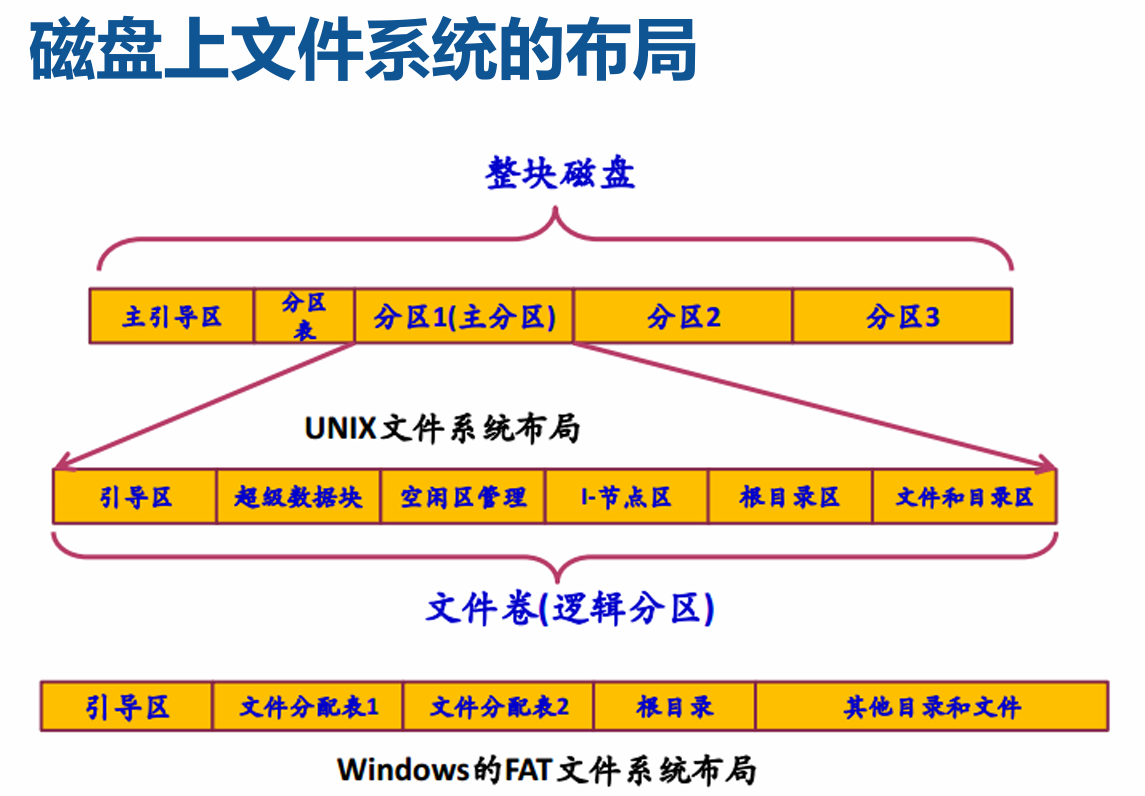 磁盘上文件系统的布局
整块磁盘
主引导区
分区
表
分区1(主分区)
分区2
分区3
UNIX文件系统布局
引导区
超级数据块
空闲区管理
I-节点区
根目录区
文件和目录区
文件卷(逻辑分区)
引导区
文件分配表1
文件分配表2
根目录
其他目录和文件
Windows的FAT文件系统布局